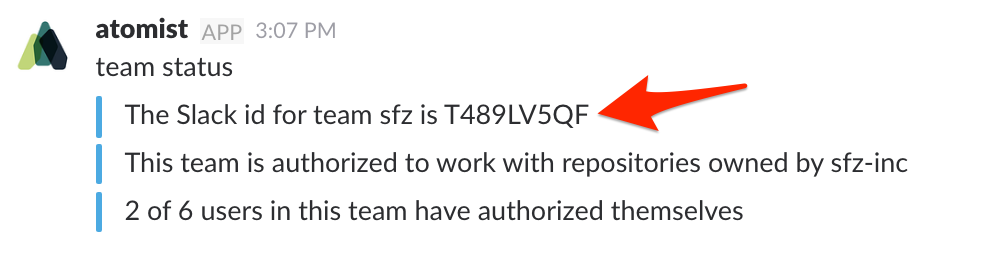 atomist APP 3:07 PM
team status
The Slack id for team sfz is T489LV5QF
This team is authorized to work with repositories owned by sfz-inc
2 of 6 users in this team have authorized themselves